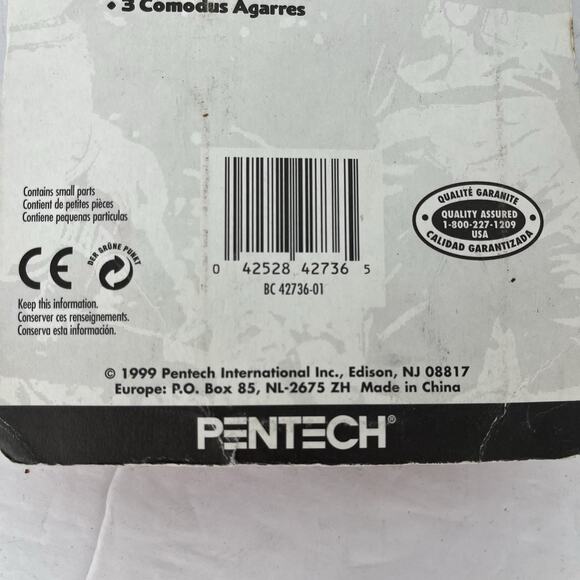 • 3 Comodus Agarres
Contains small parts
Contient de petites pièces
Contiene pequenas particulas
CE
DER GRÜNE PUNKT
Keep this information.
Conserver ces renseignements.
Conserva esta información.
0 42528 42736 5
BC 42736-01
QUALITÉ GARANITE
QUALITY ASSURED
1-800-227-1209
USA
CALIDAD GARANTIZADA
© 1999 Pentech International Inc., Edison, NJ 08817
Europe: P.O. Box 85, NL-2675 ZH Made in China
PENTECH®